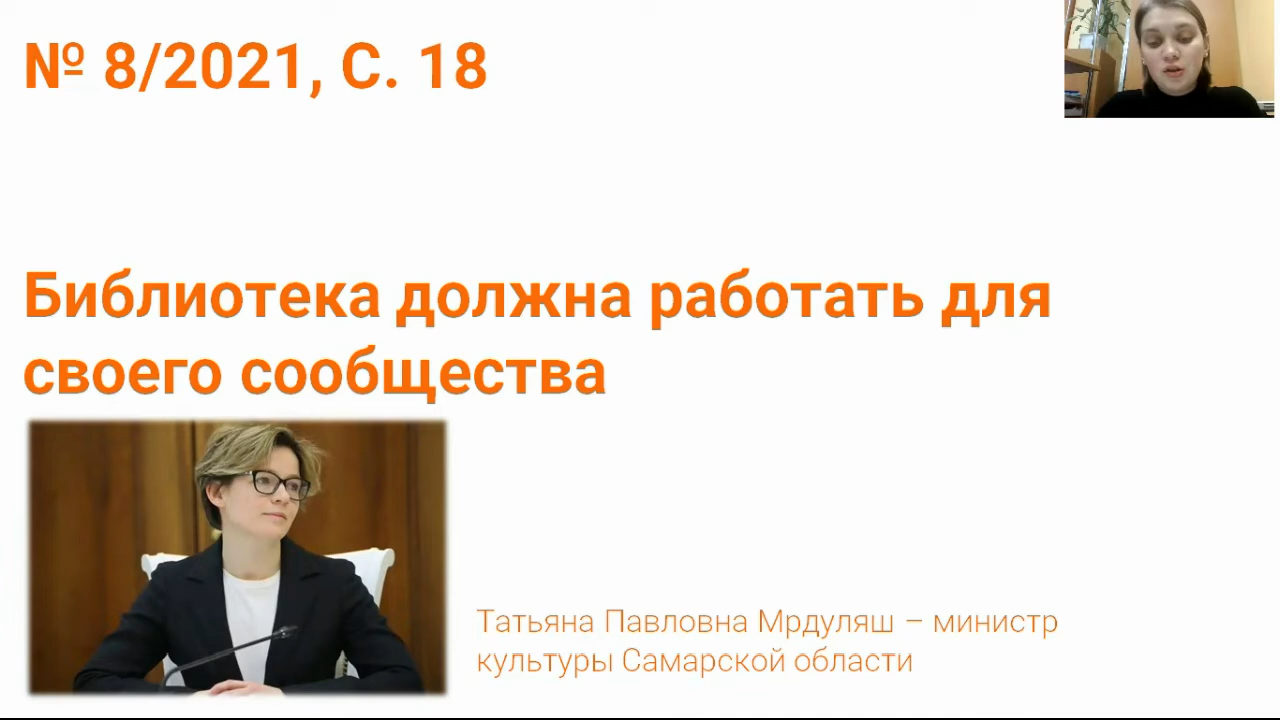 № 8/2021, С. 18
Библиотека должна работать для
своего сообщества
Татьяна Павловна Мрдуляш – министр
культуры Самарской области